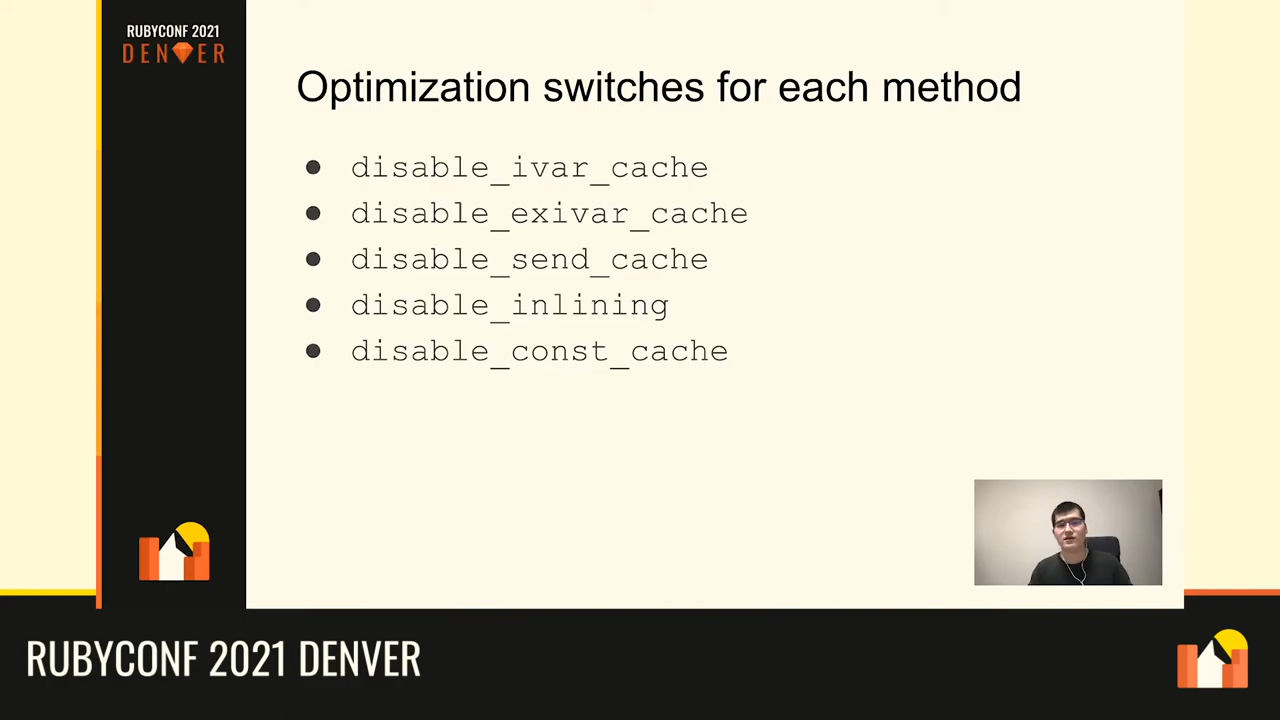 RUBYCONF 2021
DENVER
Optimization switches for each method
● disable_ivar_cache
● disable_exivar_cache
● disable_send_cache
● disable_inlining
● disable_const_cache
RUBYCONF 2021 DENVER